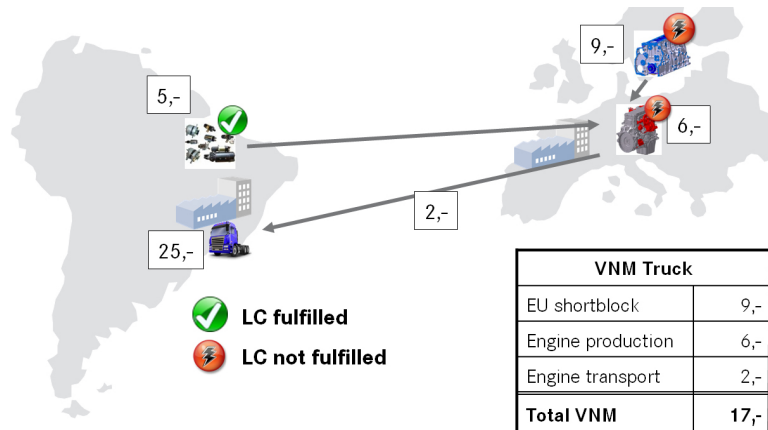 9,-
5,-
6,-
2,-
25,-
LC fulfilled
LC not fulfilled
VNM Truck
EU shortblock 9,-
Engine production 6,-
Engine transport 2,-
Total VNM 17,-